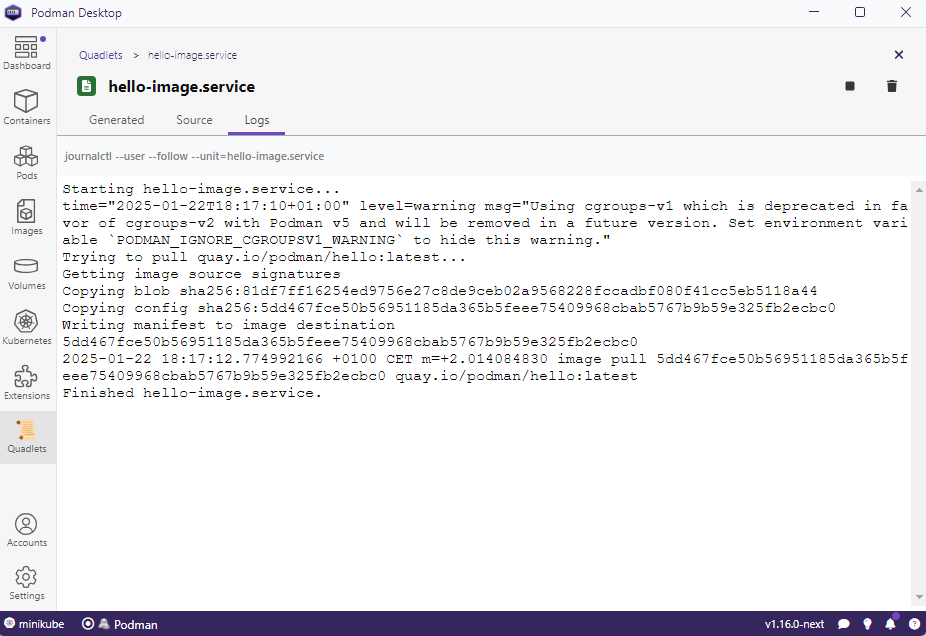 Podman Desktop
Dashboard
Containers
Pods
Images
Volumes
Kubernetes
Extensions
Quadlets
Accounts
Settings
Quadlets > hello-image.service
hello-image.service
Generated Source Logs
journalctl --user --follow --unit=hello-image.service
Starting hello-image.service...
time="2025-01-22T18:17:10+01:00" level=warning msg="Using cgroups-v1 which is deprecated in fa
vor of cgroups-v2 with Podman v5 and will be removed in a future version. Set environment vari
able `PODMAN_IGNORE_CGROUPSV1_WARNING` to hide this warning."
Trying to pull quay.io/podman/hello:latest...
Getting image source signatures
Copying blob sha256:81df7ff16254ed9756e27c8de9ceb02a9568228fccadbf080f41cc5eb5118a44
Copying config sha256:5dd467fce50b56951185da365b5feee75409968cbab5767b9b59e325fb2ecbc0
Writing manifest to image destination
5dd467fce50b56951185da365b5feee75409968cbab5767b9b59e325fb2ecbc0
2025-01-22 18:17:12.774992166 +0100 CET m=+2.014084830 image pull 5dd467fce50b56951185da365b5f
eee75409968cbab5767b9b59e325fb2ecbc0 quay.io/podman/hello:latest
Finished hello-image.service.
minikube Podman v1.16.0-next